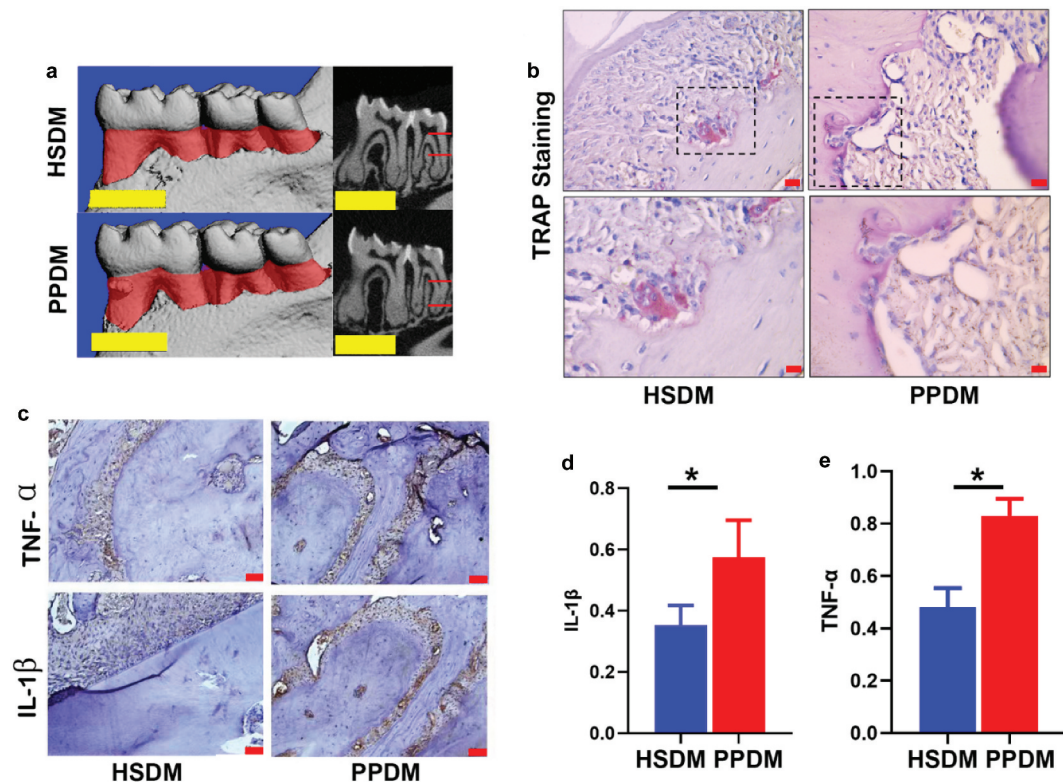 a
HSDM
PPDM
b
TRAP Staining
HSDM PPDM
c
TNF- α
IL-1β
HSDM PPDM
d
IL-1β
0.8
0.6
0.4
0.2
0.0
*
HSDM PPDM
e
TNF-α
1.0
0.8
0.6
0.4
0.2
0.0
*
HSDM PPDM